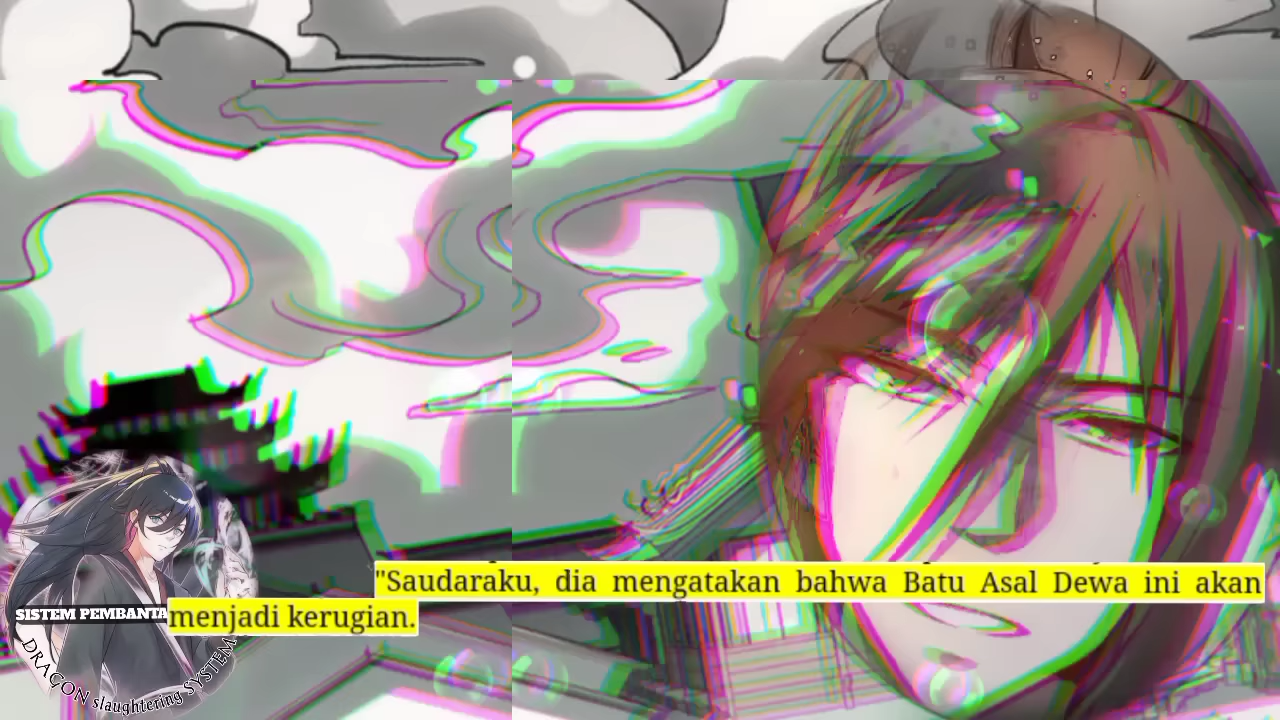 "Saudaraku, dia mengatakan bahwa Batu Asal Dewa ini akan
menjadi kerugian.
SISTEM PEMBANTA
DRAGON slaughtering SYSTEM